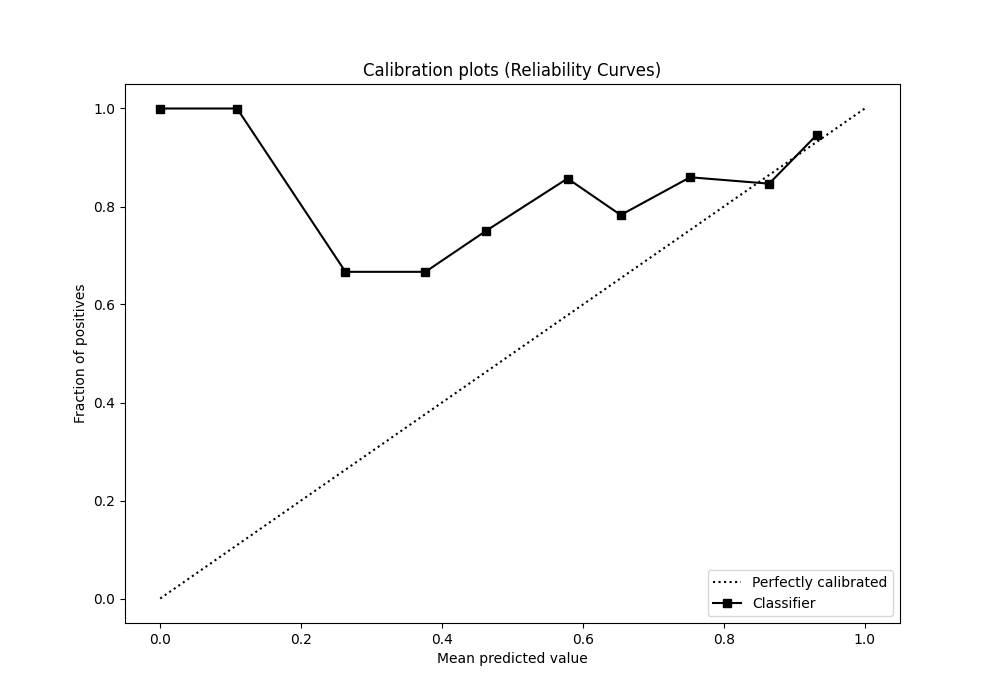 Calibration plots (Reliability Curves)
1.0
0.8
0.6
0.4
0.2
0.0
Fraction of positives
0.0 0.2 0.4 0.6 0.8 1.0
Mean predicted value
Perfectly calibrated
Classifier